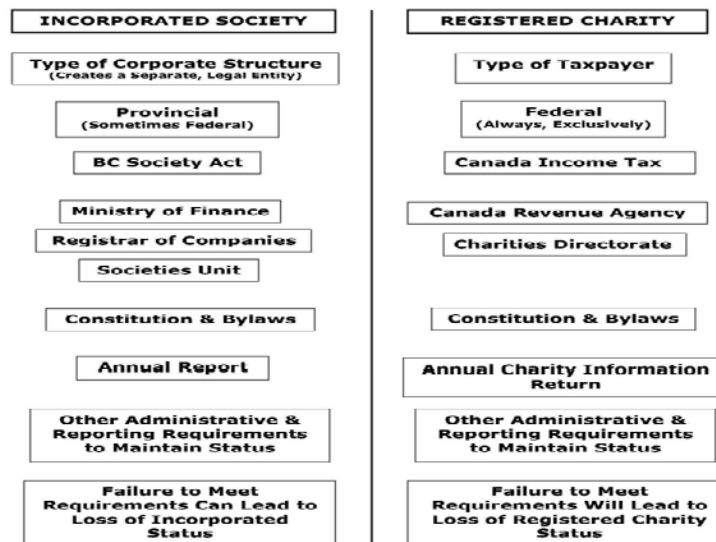 INCORPORATED SOCIETY
Type of Corporate Structure
(Creates a Separate, Legal Entity)
Provincial
(Sometimes Federal)
BC Society Act
Ministry of Finance
Registrar of Companies
Societies Unit
Constitution & Bylaws
Annual Report
Other Administrative &
Reporting Requirements
to Maintain Status
Failure to Meet
Requirements Can Lead to
Loss of Incorporated
Status
REGISTERED CHARITY
Type of Taxpayer
Federal
(Always, Exclusively)
Canada Income Tax
Canada Revenue Agency
Charities Directorate
Constitution & Bylaws
Annual Charity Information
Return
Other Administrative &
Reporting Requirements
to Maintain Status
Failure to Meet
Requirements Will Lead to
Loss of Registered Charity
Status